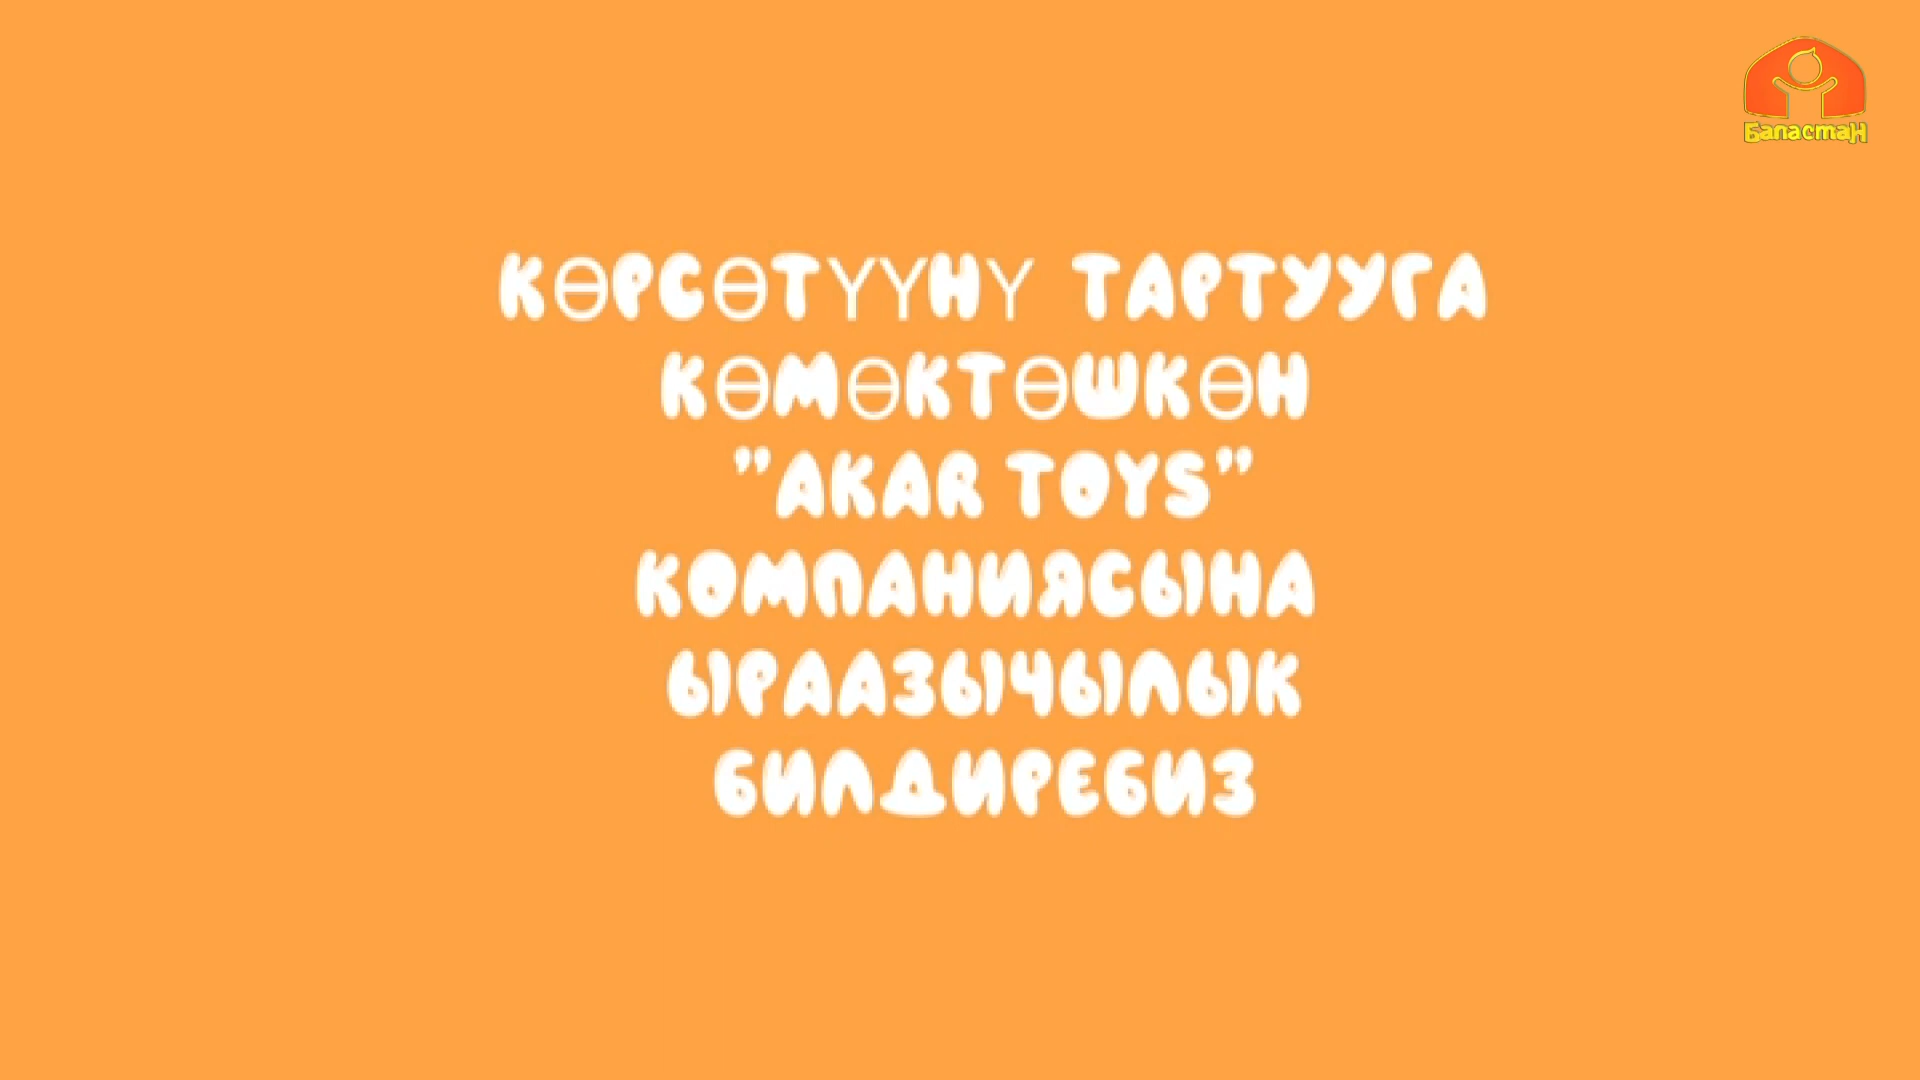 Баластан
КӨРСӨТҮҮНҮ ТАРТУУГА
КӨМӨКТӨШКӨН
"AKAR TOYS"
КОМПАНИЯСЫНА
ЫРААЗЫЧЫЛЫК
БИЛДИРЕБИЗ